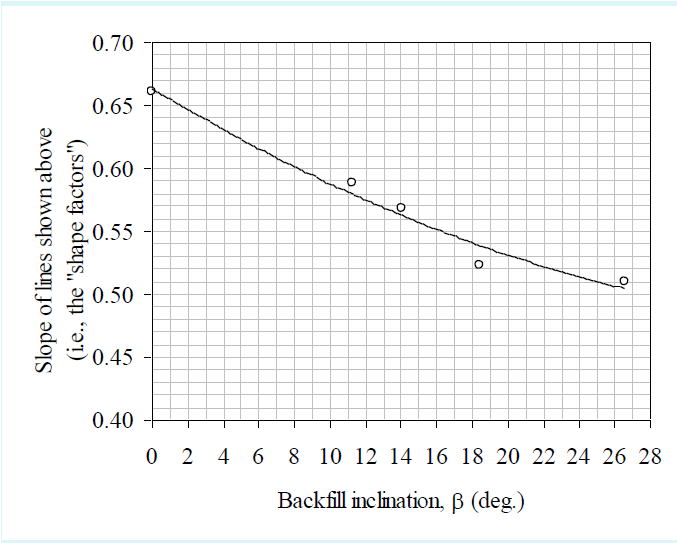 Slope of lines shown above
(i.e., the "shape factors")
0.70
0.65
0.60
0.55
0.50
0.45
0.40
0 2 4 6 8 10 12 14 16 18 20 22 24 26 28
Backfill inclination, β (deg.)